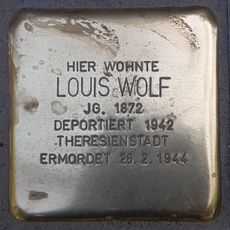 HIER WOHNTE
LOUIS WOLF
JG. 1872
DEPORTIERT 1942
THERESIENSTADT
ERMORDET 26.2.1944